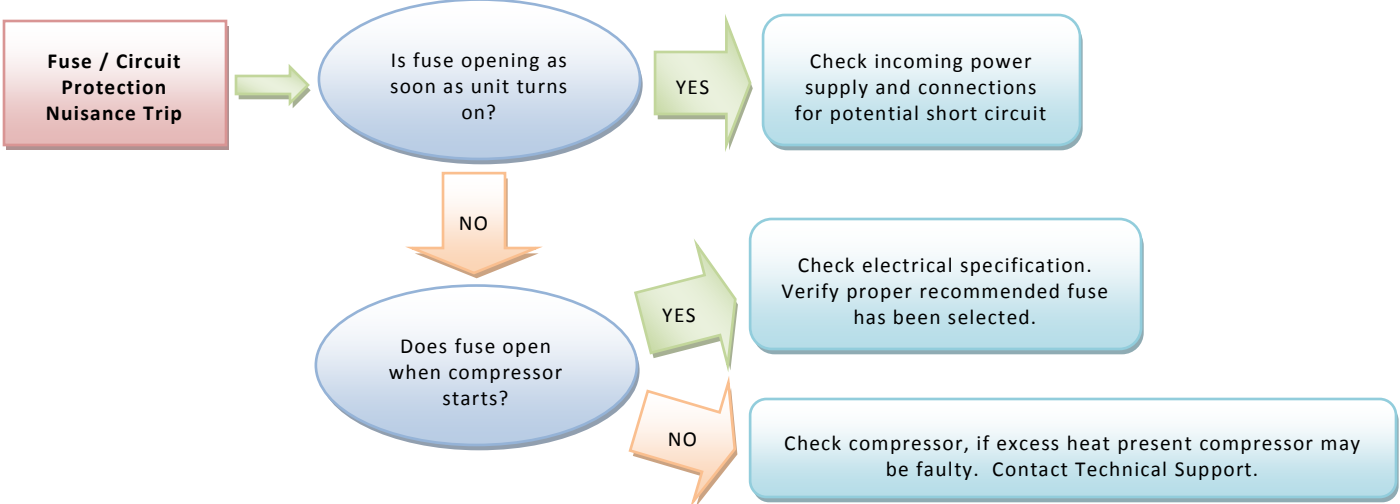 Fuse / Circuit
Protection
Nuisance Trip
Is fuse opening as
soon as unit turns
on?
YES
Check incoming power
supply and connections
for potential short circuit
NO
Does fuse open
when compressor
starts?
YES
Check electrical specification.
Verify proper recommended fuse
has been selected.
NO
Check compressor, if excess heat present compressor may
be faulty.  Contact Technical Support.